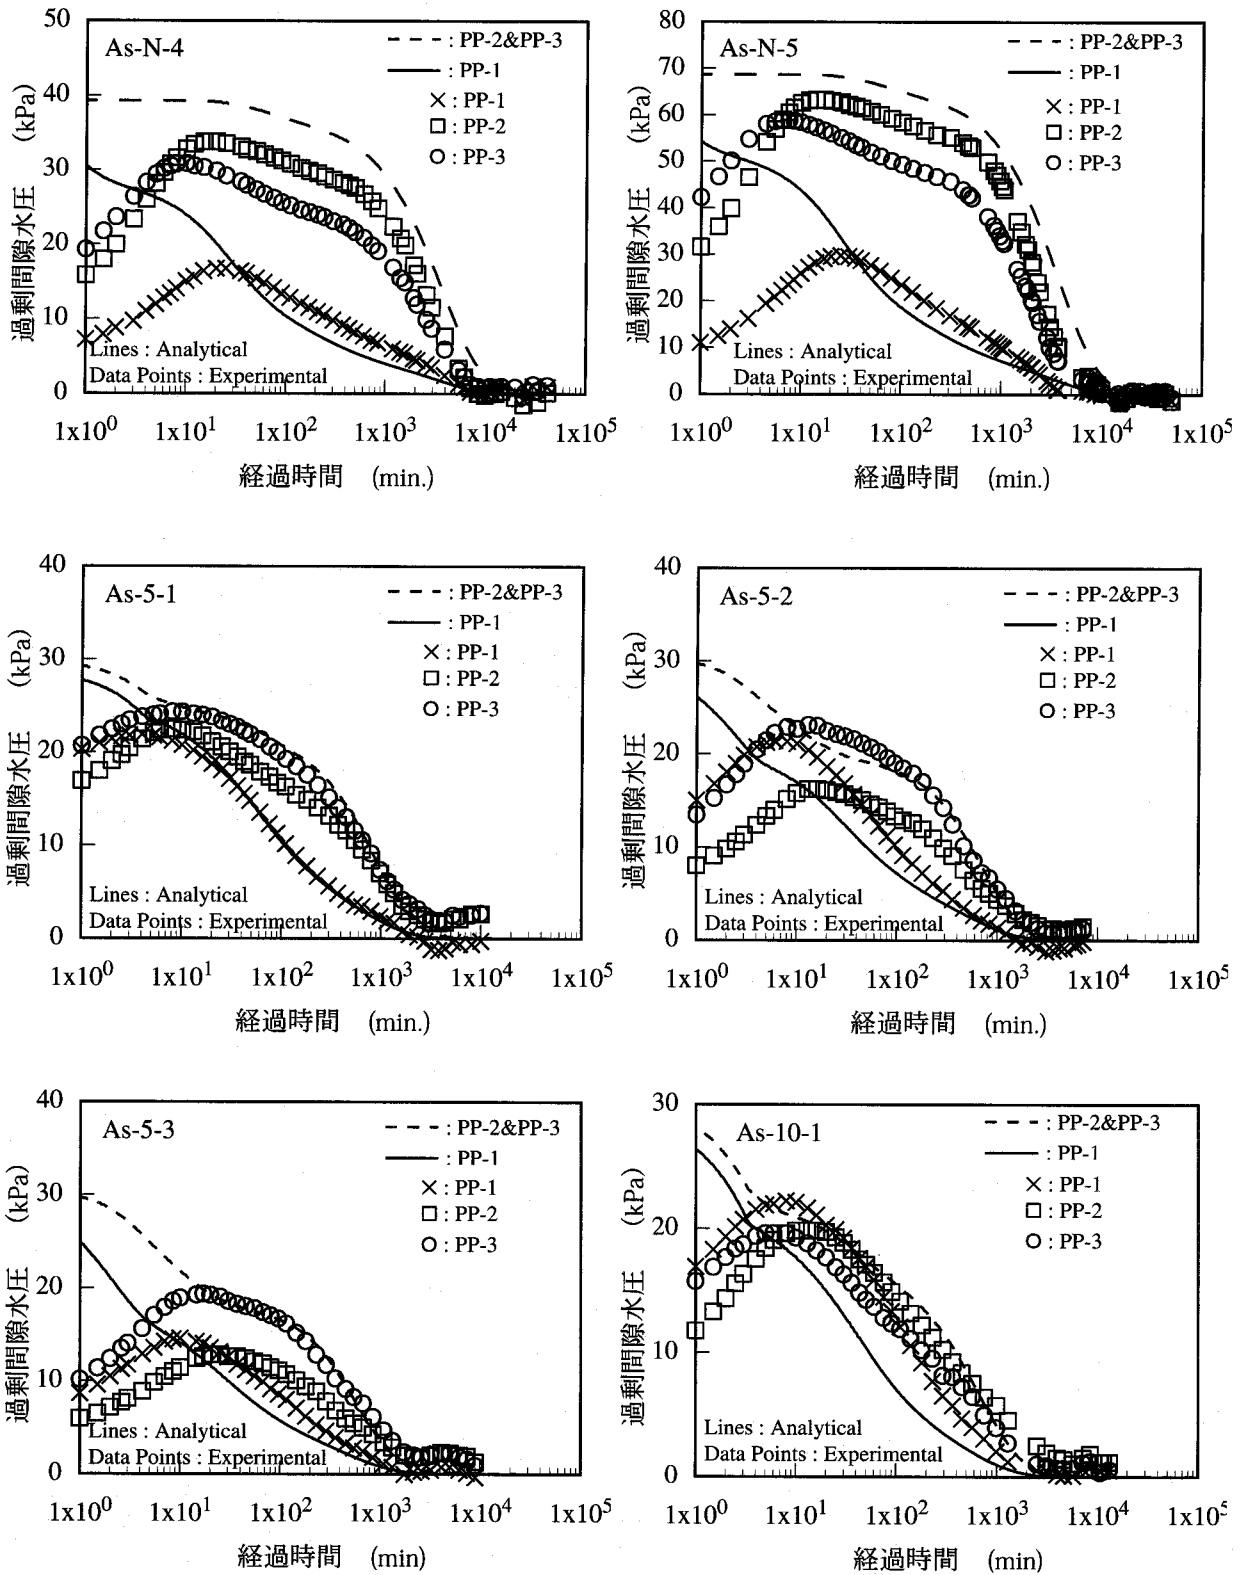 As-N-4
: PP-2&PP-3
: PP-1
: PP-1
: PP-2
: PP-3
50
40
30
20
10
0
過剰間隙水圧 (kPa)
Lines : Analytical
Data Points : Experimental
1x10⁰ 1x10¹ 1x10² 1x10³ 1x10⁴ 1x10⁵
経過時間 (min.)
As-N-5
: PP-2&PP-3
: PP-1
: PP-1
: PP-2
: PP-3
80
70
60
50
40
30
20
10
0
過剰間隙水圧 (kPa)
Lines : Analytical
Data Points : Experimental
1x10⁰ 1x10¹ 1x10² 1x10³ 1x10⁴ 1x10⁵
経過時間 (min.)
As-5-1
: PP-2&PP-3
: PP-1
: PP-1
: PP-2
: PP-3
40
30
20
10
0
過剰間隙水圧 (kPa)
Lines : Analytical
Data Points : Experimental
1x10⁰ 1x10¹ 1x10² 1x10³ 1x10⁴ 1x10⁵
経過時間 (min.)
As-5-2
: PP-2&PP-3
: PP-1
: PP-1
: PP-2
: PP-3
40
30
20
10
0
過剰間隙水圧 (kPa)
Lines : Analytical
Data Points : Experimental
1x10⁰ 1x10¹ 1x10² 1x10³ 1x10⁴ 1x10⁵
経過時間 (min.)
As-5-3
: PP-2&PP-3
: PP-1
: PP-1
: PP-2
: PP-3
40
30
20
10
0
過剰間隙水圧 (kPa)
Lines : Analytical
Data Points : Experimental
1x10⁰ 1x10¹ 1x10² 1x10³ 1x10⁴ 1x10⁵
経過時間 (min)
As-10-1
: PP-2&PP-3
: PP-1
: PP-1
: PP-2
: PP-3
30
20
10
0
過剰間隙水圧 (kPa)
Lines : Analytical
Data Points : Experimental
1x10⁰ 1x10¹ 1x10² 1x10³ 1x10⁴ 1x10⁵
経過時間 (min)